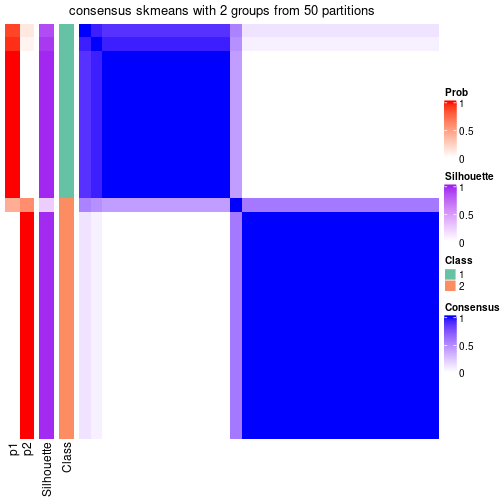 consensus skmeans with 2 groups from 50 partitions
Prob
1
0.5
0
Silhouette
1
0.5
0
Class
1
2
Consensus
1
0.5
0
p1
p2
Silhouette
Class